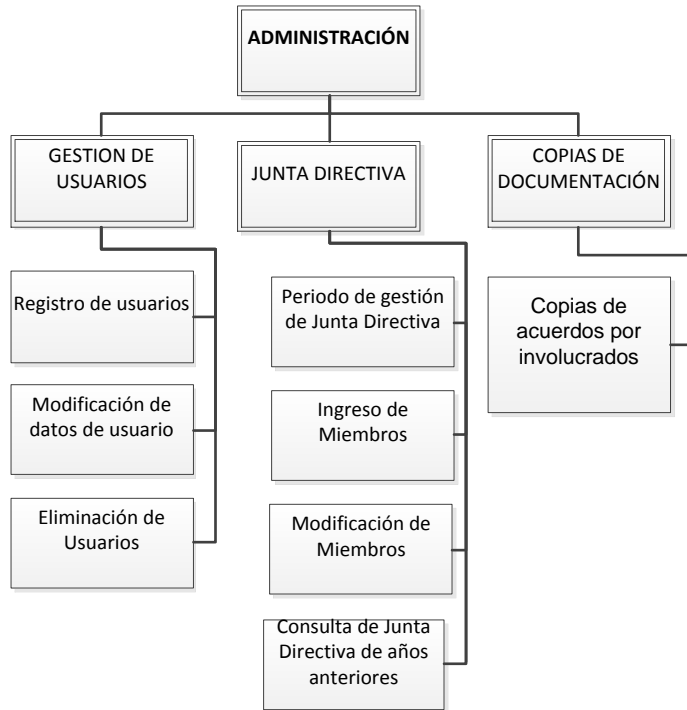 ADMINISTRACIÓN
GESTION DE
USUARIOS
JUNTA DIRECTIVA
COPIAS DE
DOCUMENTACIÓN
Registro de usuarios
Modificación de
datos de usuario
Eliminación de
Usuarios
Periodo de gestión
de Junta Directiva
Ingreso de
Miembros
Modificación de
Miembros
Consulta de Junta
Directiva de años
anteriores
Copias de
acuerdos por
involucrados